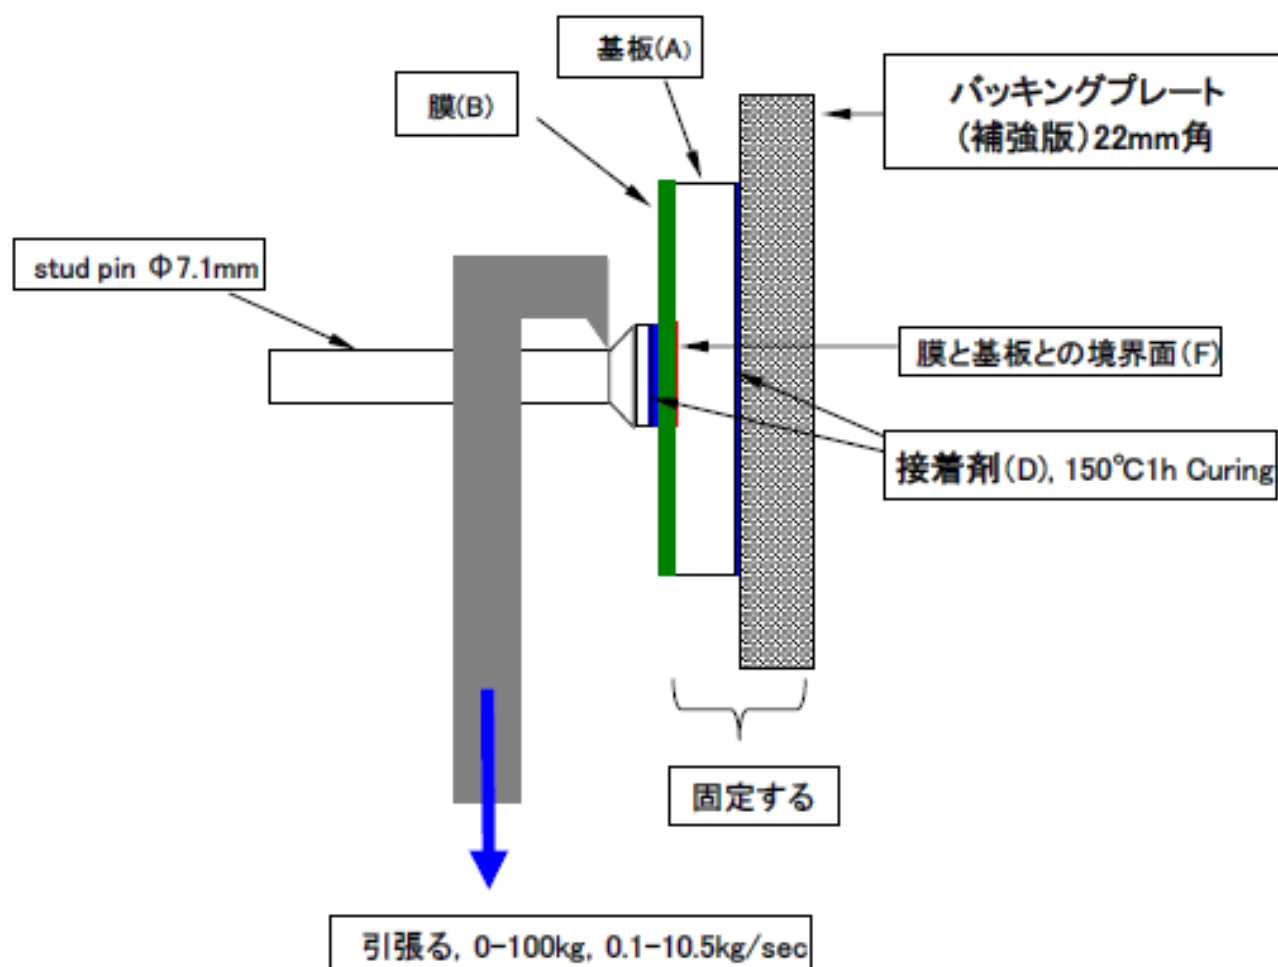 基板(A)
膜(B)
バッキングプレート
(補強版)22mm角
stud pin Φ7.1mm
膜と基板との境界面(F)
接着剤(D), 150℃1h Curing
固定する
引張る, 0-100kg, 0.1-10.5kg/sec